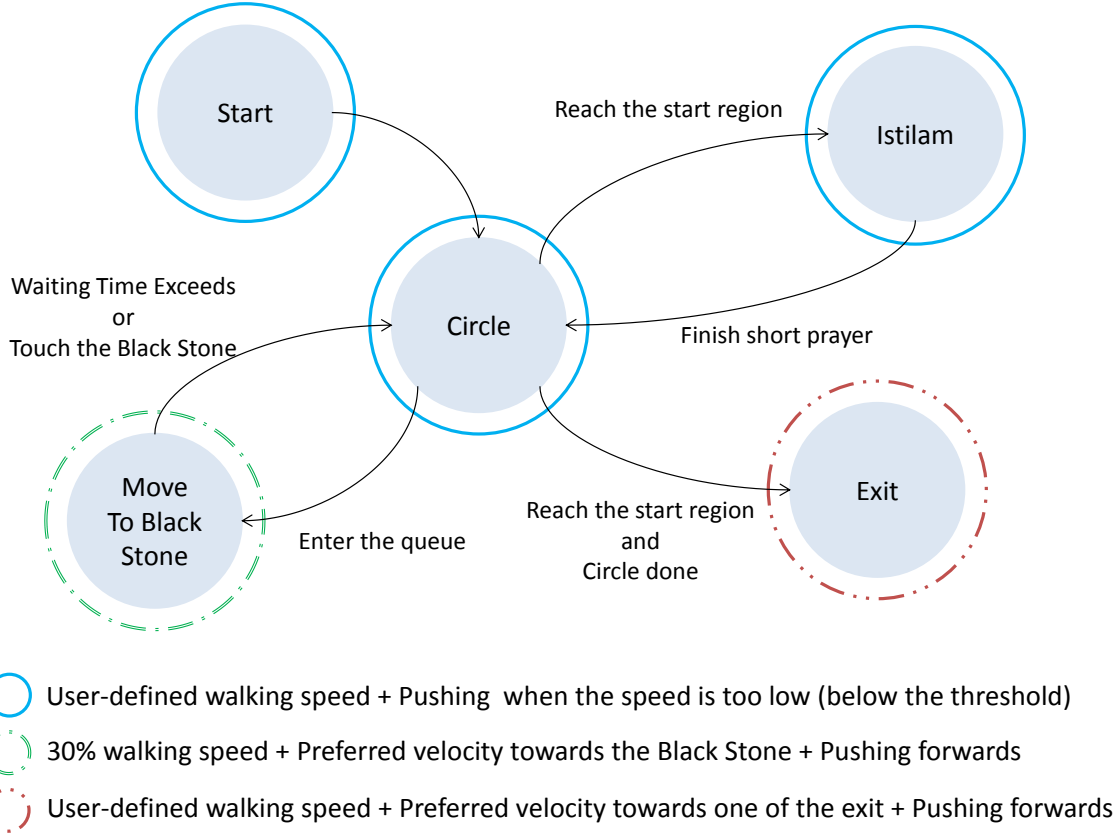 Start
Reach the start region
Istilam
Waiting Time Exceeds
or
Touch the Black Stone
Circle
Finish short prayer
Move
To Black
Stone
Enter the queue
Reach the start region
and
Circle done
Exit
User-defined walking speed + Pushing when the speed is too low (below the threshold)
30% walking speed + Preferred velocity towards the Black Stone + Pushing forwards
User-defined walking speed + Preferred velocity towards one of the exit + Pushing forwards